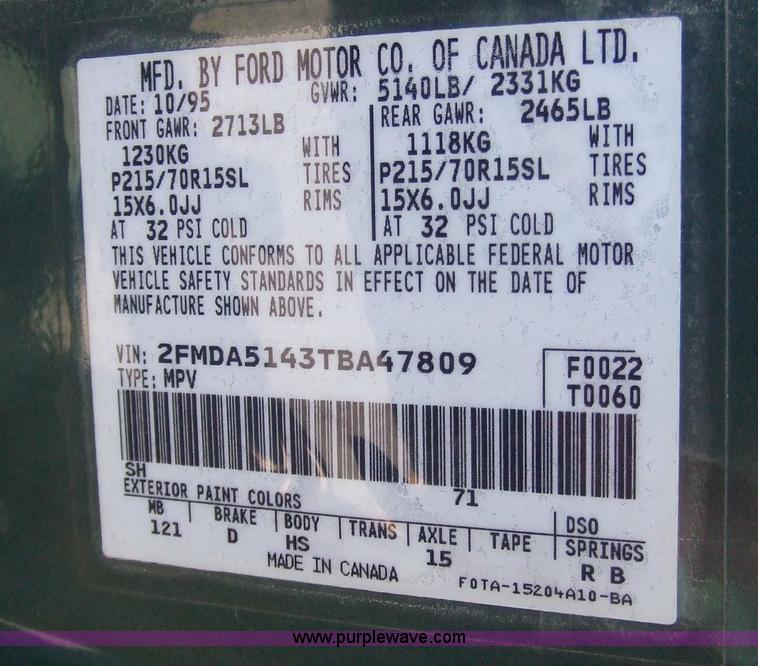 MFD. BY FORD MOTOR CO. OF CANADA LTD.
DATE: 10/95 GVWR: 5140LB/ 2331KG
FRONT GAWR: 2713LB REAR GAWR: 2465LB
1230KG WITH 1118KG WITH
P215/70R15SL TIRES P215/70R15SL TIRES
15X6.0JJ RIMS 15X6.0JJ RIMS
AT 32 PSI COLD AT 32 PSI COLD
THIS VEHICLE CONFORMS TO ALL APPLICABLE FEDERAL MOTOR
VEHICLE SAFETY STANDARDS IN EFFECT ON THE DATE OF
MANUFACTURE SHOWN ABOVE.
VIN: 2FMDA5143TBA47809 F0022
TYPE: MPV T0060
SH 71
EXTERIOR PAINT COLORS DSO
WB BRAKE BODY TRANS AXLE TAPE SPRINGS
121 D HS 15 R B
MADE IN CANADA F0TA-15204A10-BA
www.purplewave.com